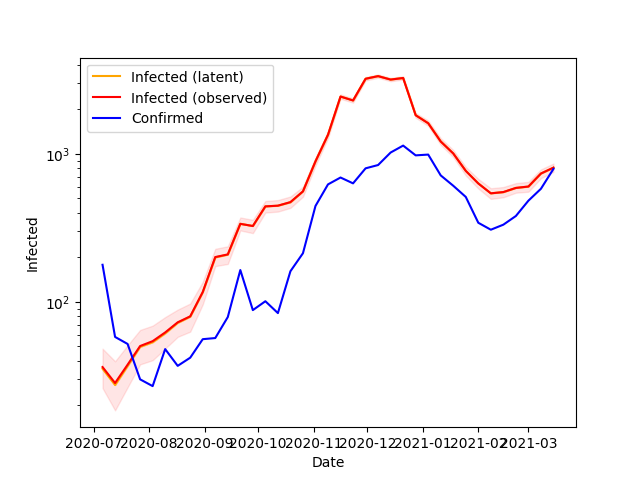 Infected (latent)
Infected (observed)
Confirmed
10³
10²
Infected
2020-07 2020-08 2020-09 2020-10 2020-11 2020-12 2021-01 2021-02 2021-03
Date